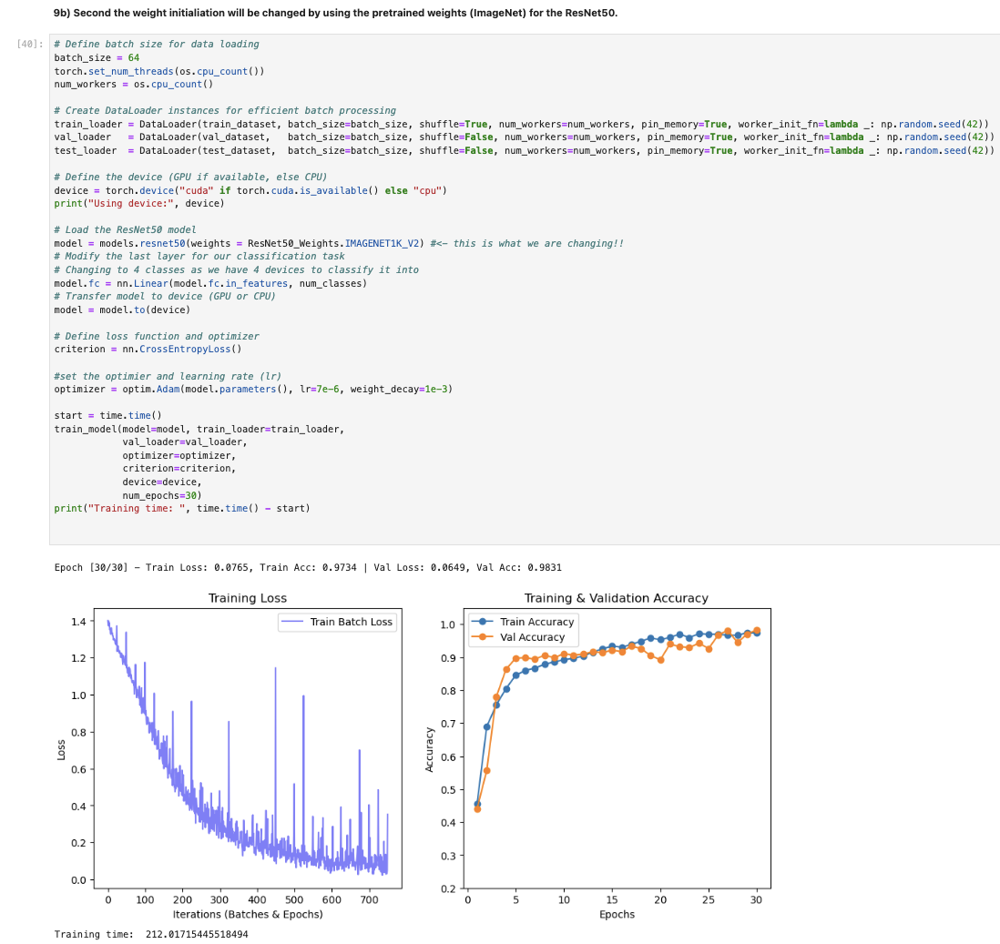 9b) Second the weight initialiation will be changed by using the pretrained weights (ImageNet) for the ResNet50.
[40]:
# Define batch size for data loading
batch_size = 64
torch.set_num_threads(os.cpu_count())
num_workers = os.cpu_count()
# Create DataLoader instances for efficient batch processing
train_loader = DataLoader(train_dataset, batch_size=batch_size, shuffle=True, num_workers=num_workers, pin_memory=True, worker_init_fn=lambda _: np.random.seed(42))
val_loader   = DataLoader(val_dataset,   batch_size=batch_size, shuffle=False, num_workers=num_workers, pin_memory=True, worker_init_fn=lambda _: np.random.seed(42))
test_loader  = DataLoader(test_dataset,  batch_size=batch_size, shuffle=False, num_workers=num_workers, pin_memory=True, worker_init_fn=lambda _: np.random.seed(42))
# Define the device (GPU if available, else CPU)
device = torch.device("cuda" if torch.cuda.is_available() else "cpu")
print("Using device:", device)
# Load the ResNet50 model
model = models.resnet50(weights = ResNet50_Weights.IMAGENET1K_V2) #<- this is what we are changing!!
# Modify the last layer for our classification task
# Changing to 4 classes as we have 4 devices to classify it into
model.fc = nn.Linear(model.fc.in_features, num_classes)
# Transfer model to device (GPU or CPU)
model = model.to(device)
# Define loss function and optimizer
criterion = nn.CrossEntropyLoss()
#set the optimier and learning rate (lr)
optimizer = optim.Adam(model.parameters(), lr=7e-6, weight_decay=1e-3)
start = time.time()
train_model(model=model, train_loader=train_loader,
            val_loader=val_loader,
            optimizer=optimizer,
            criterion=criterion,
            device=device,
            num_epochs=30)
print("Training time: ", time.time() - start)
Epoch [30/30] - Train Loss: 0.0765, Train Acc: 0.9734 | Val Loss: 0.0649, Val Acc: 0.9831
Training Loss
Train Batch Loss
Loss
1.4
1.2
1.0
0.8
0.6
0.4
0.2
0.0
0 100 200 300 400 500 600 700
Iterations (Batches & Epochs)
Training & Validation Accuracy
Train Accuracy
Val Accuracy
Accuracy
1.0
0.9
0.8
0.7
0.6
0.5
0.4
0.3
0.2
0 5 10 15 20 25 30
Epochs
Training time:  212.01715445518494